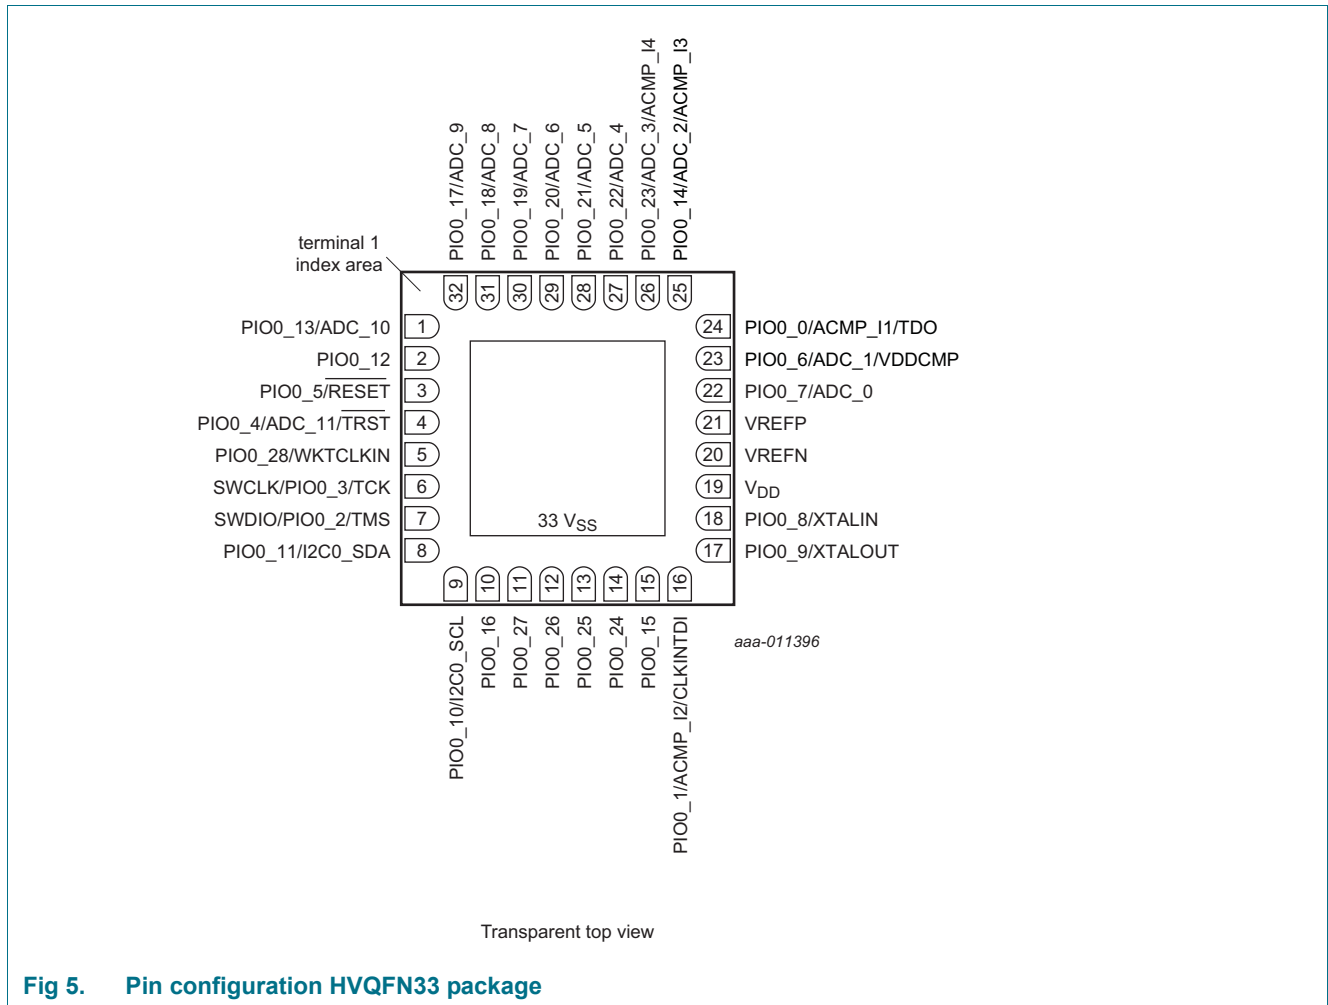 PIO0_17/ADC_9
PIO0_18/ADC_8
PIO0_19/ADC_7
PIO0_20/ADC_6
PIO0_21/ADC_5
PIO0_22/ADC_4
PIO0_23/ADC_3/ACMP_I4
PIO0_14/ADC_2/ACMP_I3
terminal 1
index area
32
31
30
29
28
27
26
25
PIO0_13/ADC_10 1
PIO0_12 2
PIO0_5/RESET 3
PIO0_4/ADC_11/TRST 4
PIO0_28/WKTCLKIN 5
SWCLK/PIO0_3/TCK 6
SWDIO/PIO0_2/TMS 7
PIO0_11/I2C0_SDA 8
24 PIO0_0/ACMP_I1/TDO
23 PIO0_6/ADC_1/VDDCMP
22 PIO0_7/ADC_0
21 VREFP
20 VREFN
19 VDD
18 PIO0_8/XTALIN
17 PIO0_9/XTALOUT
33 VSS
9
10
11
12
13
14
15
16
PIO0_10/I2C0_SCL
PIO0_16
PIO0_27
PIO0_26
PIO0_25
PIO0_24
PIO0_15
PIO0_1/ACMP_I2/CLKINTDI
aaa-011396
Transparent top view
Fig 5. Pin configuration HVQFN33 package